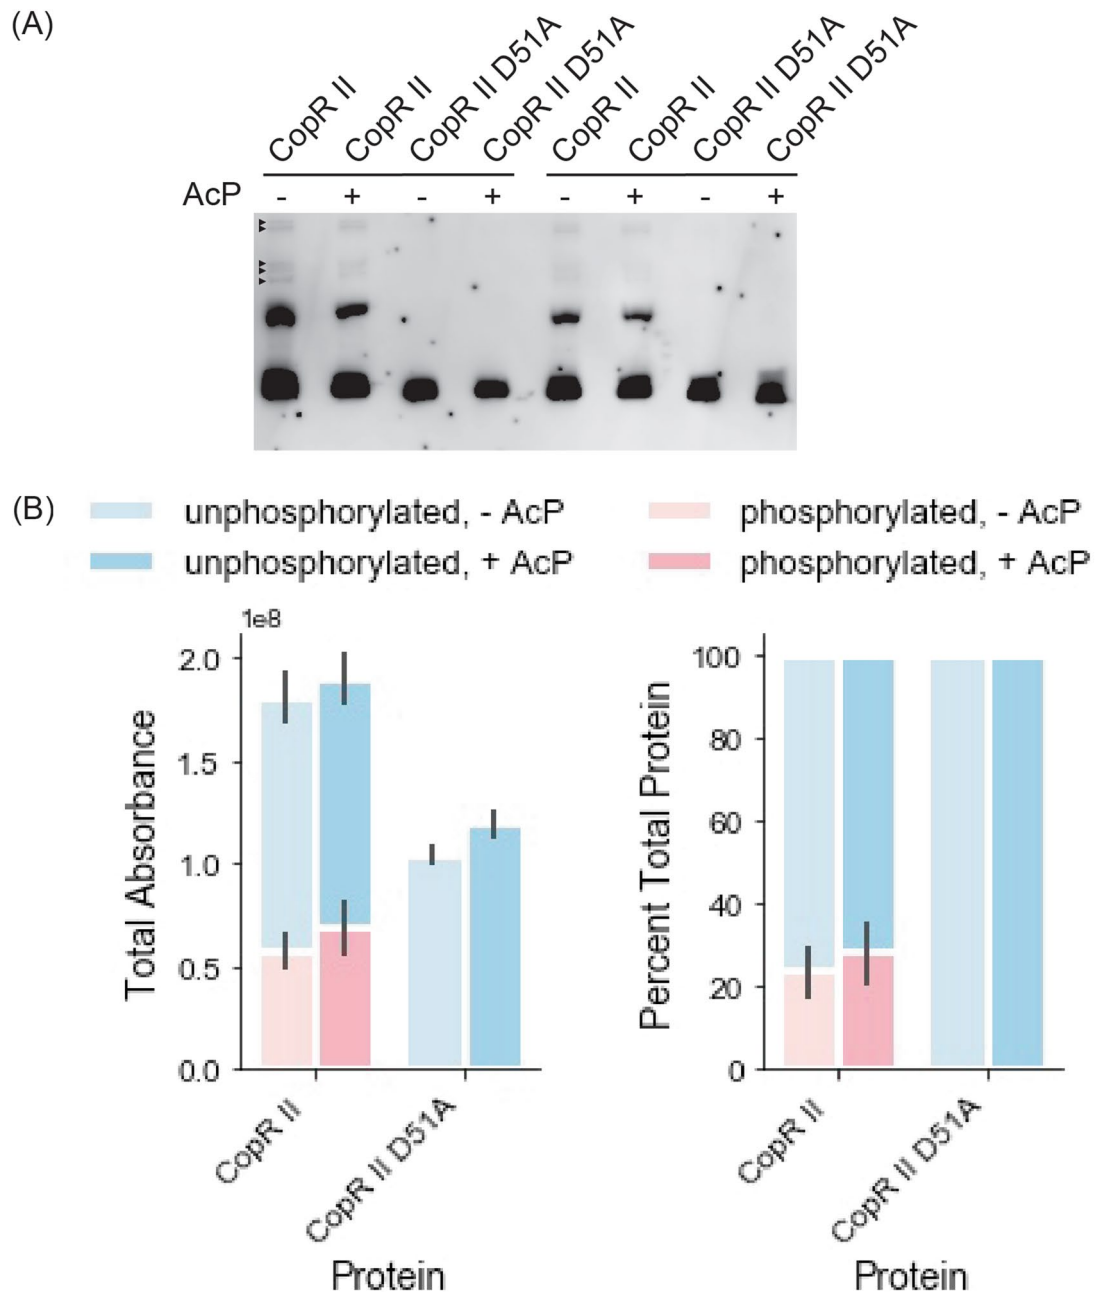 (A)
CopR II
CopR II
CopR II D51A
CopR II D51A
CopR II
CopR II
CopR II D51A
CopR II D51A
AcP - + - + - + - +
(B)
unphosphorylated, - AcP
phosphorylated, - AcP
unphosphorylated, + AcP
phosphorylated, + AcP
1e8
2.0
1.5
1.0
0.5
0.0
Total Absorbance
CopR II
CopR II D51A
Protein
100
80
60
40
20
0
Percent Total Protein
CopR II
CopR II D51A
Protein